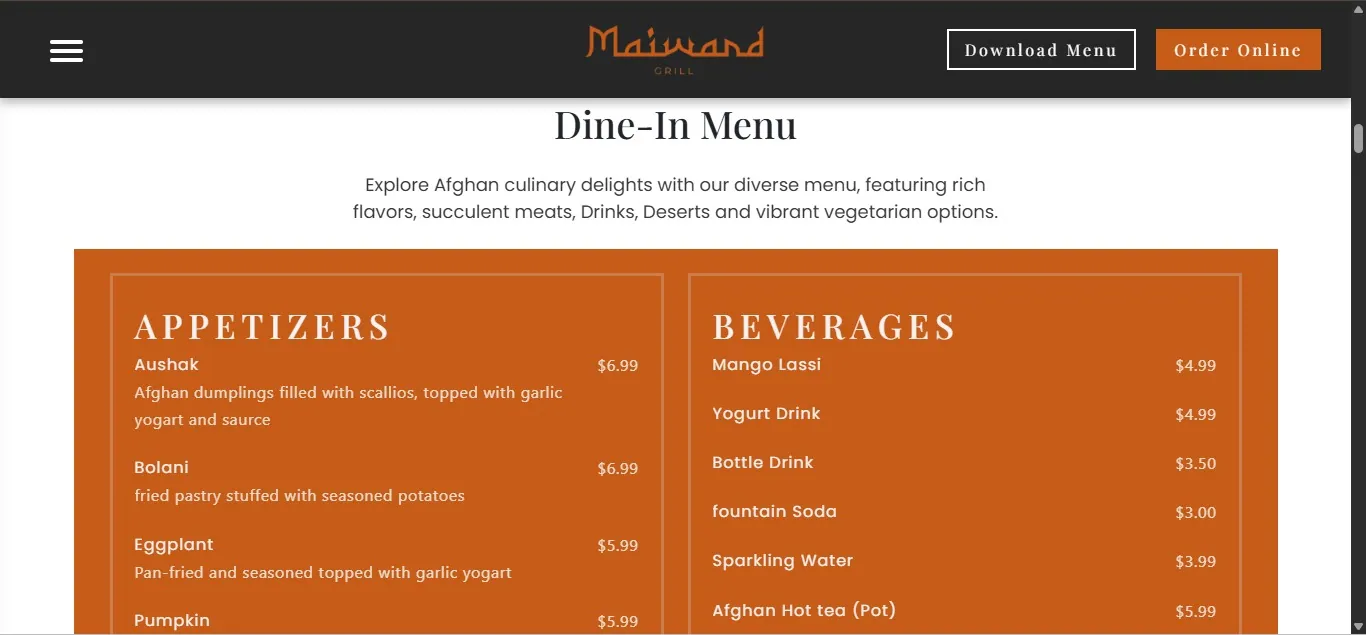 Maiwand
GRILL
Download Menu
Order Online
Dine-In Menu
Explore Afghan culinary delights with our diverse menu, featuring rich
flavors, succulent meats, Drinks, Deserts and vibrant vegetarian options.
APPETIZERS
Aushak $6.99
Afghan dumplings filled with scallios, topped with garlic
yogart and saurce
Bolani $6.99
fried pastry stuffed with seasoned potatoes
Eggplant $5.99
Pan-fried and seasoned topped with garlic yogart
Pumpkin $5.99
BEVERAGES
Mango Lassi $4.99
Yogurt Drink $4.99
Bottle Drink $3.50
fountain Soda $3.00
Sparkling Water $3.99
Afghan Hot tea (Pot) $5.99